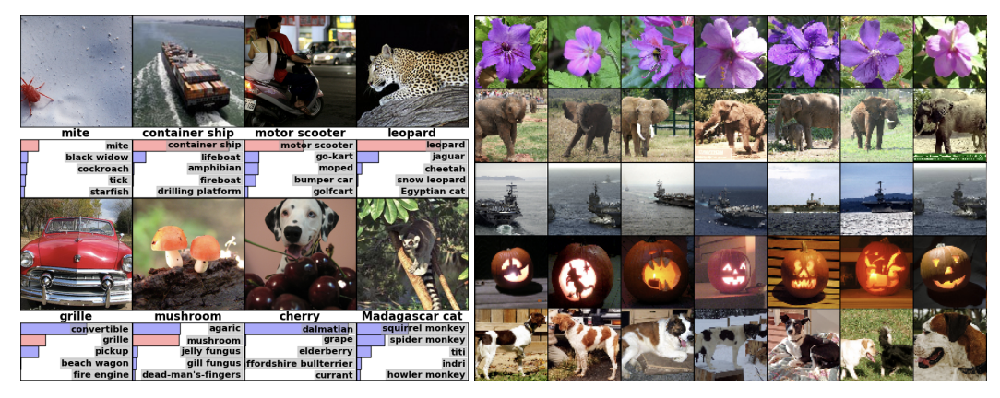 mite
container ship
motor scooter
leopard
mite
black widow
cockroach
tick
starfish
container ship
lifeboat
amphibian
fireboat
drilling platform
motor scooter
go-kart
moped
bumper car
golfcart
leopard
jaguar
cheetah
snow leopard
Egyptian cat
grille
mushroom
cherry
Madagascar cat
convertible
grille
pickup
beach wagon
fire engine
agaric
mushroom
jelly fungus
gill fungus
dead-man's-fingers
dalmatian
grape
elderberry
ffordshire bullterrier
currant
squirrel monkey
spider monkey
titi
indri
howler monkey